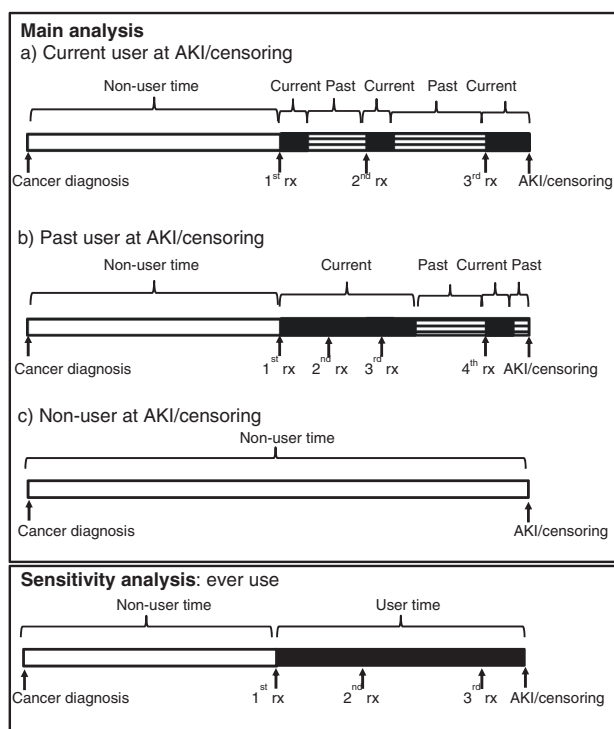 Main analysis
a) Current user at AKI/censoring
Non-user time
Current Past Current Past Current
Cancer diagnosis 1st rx 2nd rx 3rd rx AKI/censoring
b) Past user at AKI/censoring
Non-user time Current Past Current Past
Cancer diagnosis 1st rx 2nd rx 3rd rx 4th rx AKI/censoring
c) Non-user at AKI/censoring
Non-user time
Cancer diagnosis AKI/censoring
Sensitivity analysis: ever use
Non-user time User time
Cancer diagnosis 1st rx 2nd rx 3rd rx AKI/censoring